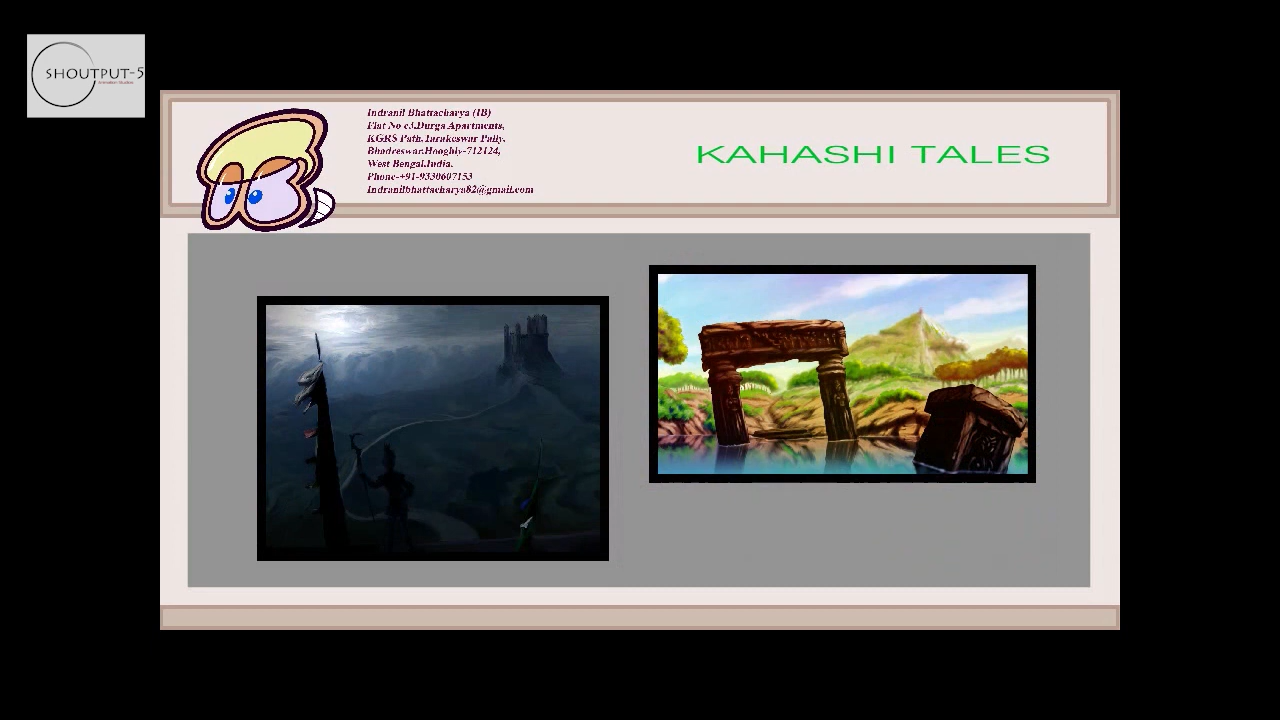 SHOUTPUT-5
Indranil Bhattacharya (IB)
Flat No c3,Durga Apartments,
KGRS Path,Tarakeswar Pally,
Bhadreswar,Hooghly-712124,
West Bengal,India.
Phone-+91-9330607153
Indranilbhattacharya82@gmail.com
KAHASHI TALES